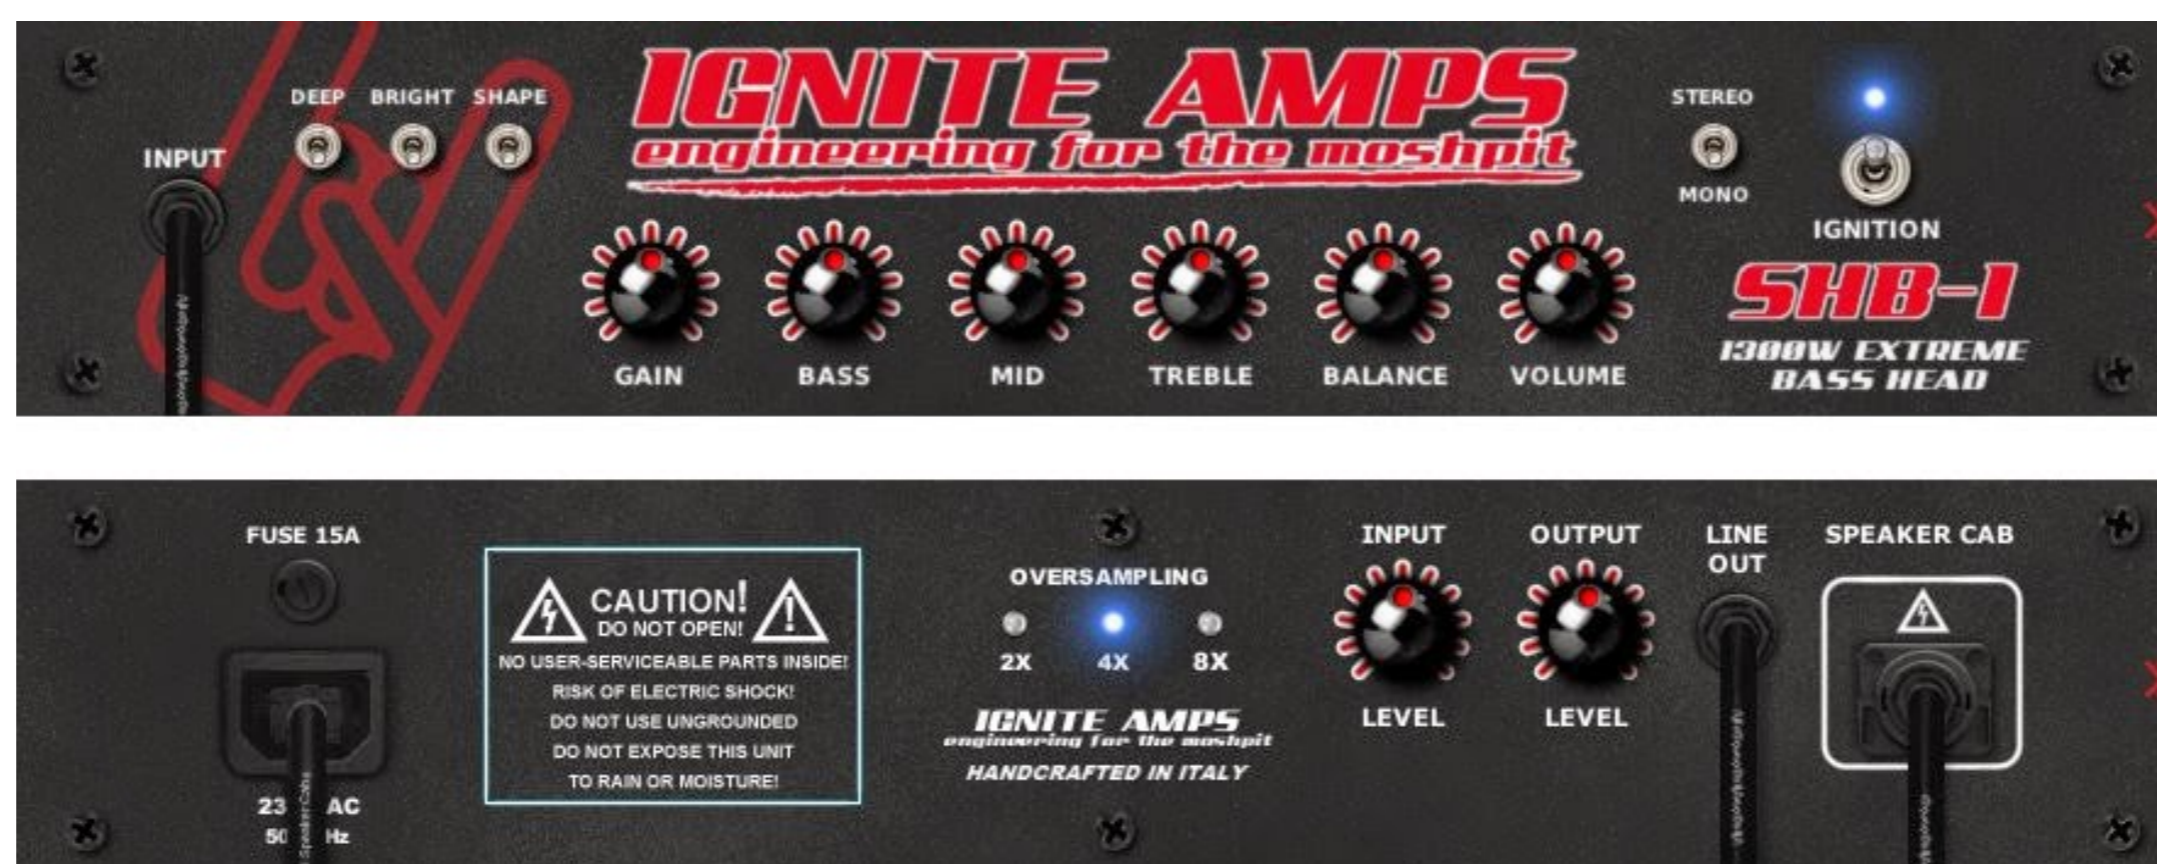 DEEP BRIGHT SHAPE
INPUT
IGNITE AMPS
engineering for the moshpit
STEREO
MONO
IGNITION
GAIN BASS MID TREBLE BALANCE VOLUME
SHB-1
1300W EXTREME
BASS HEAD
FUSE 15A
AC
Hz
CAUTION!
DO NOT OPEN!
NO USER-SERVICEABLE PARTS INSIDE!
RISK OF ELECTRIC SHOCK!
DO NOT USE UNGROUNDED
DO NOT EXPOSE THIS UNIT
TO RAIN OR MOISTURE!
OVERSAMPLING
2X 4X 8X
IGNITE AMPS
engineering for the moshpit
HANDCRAFTED IN ITALY
INPUT
LEVEL
OUTPUT
LEVEL
LINE
OUT
SPEAKER CAB